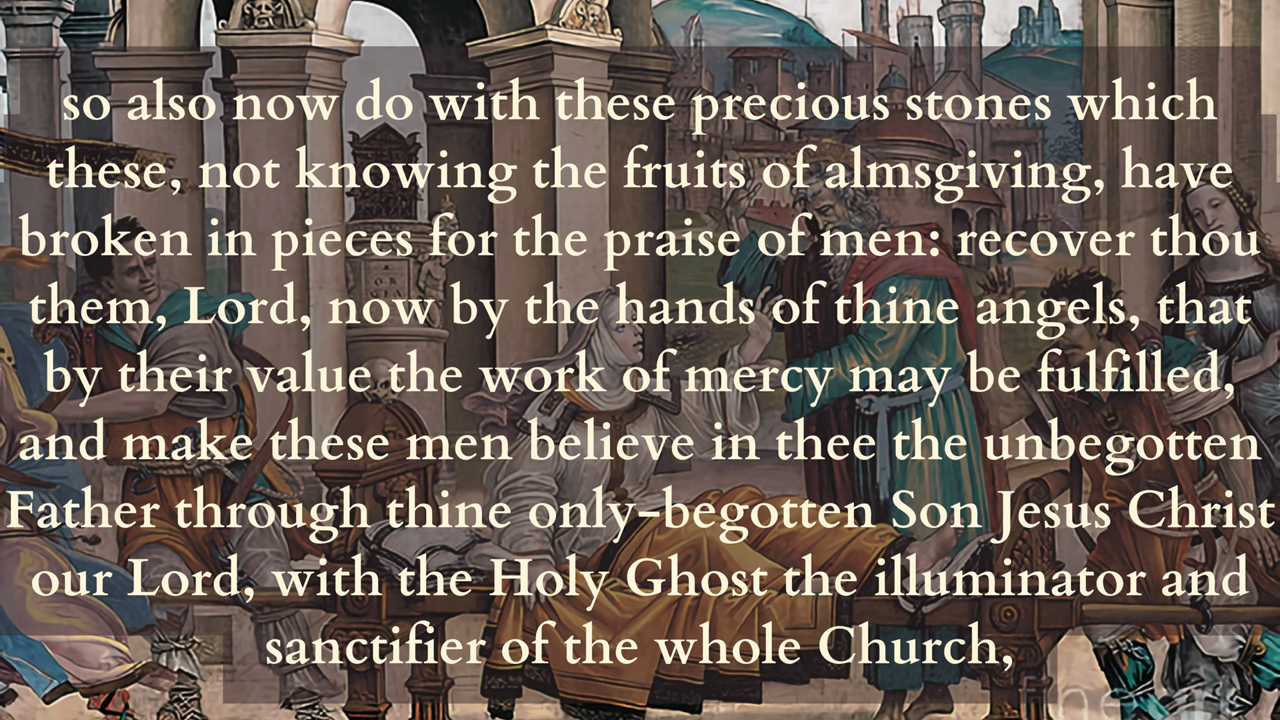 so also now do with these precious stones which
these, not knowing the fruits of almsgiving, have
broken in pieces for the praise of men: recover thou
them, Lord, now by the hands of thine angels, that
by their value the work of mercy may be fulfilled,
and make these men believe in thee the unbegotten
Father through thine only-begotten Son Jesus Christ
our Lord, with the Holy Ghost the illuminator and
sanctifier of the whole Church,